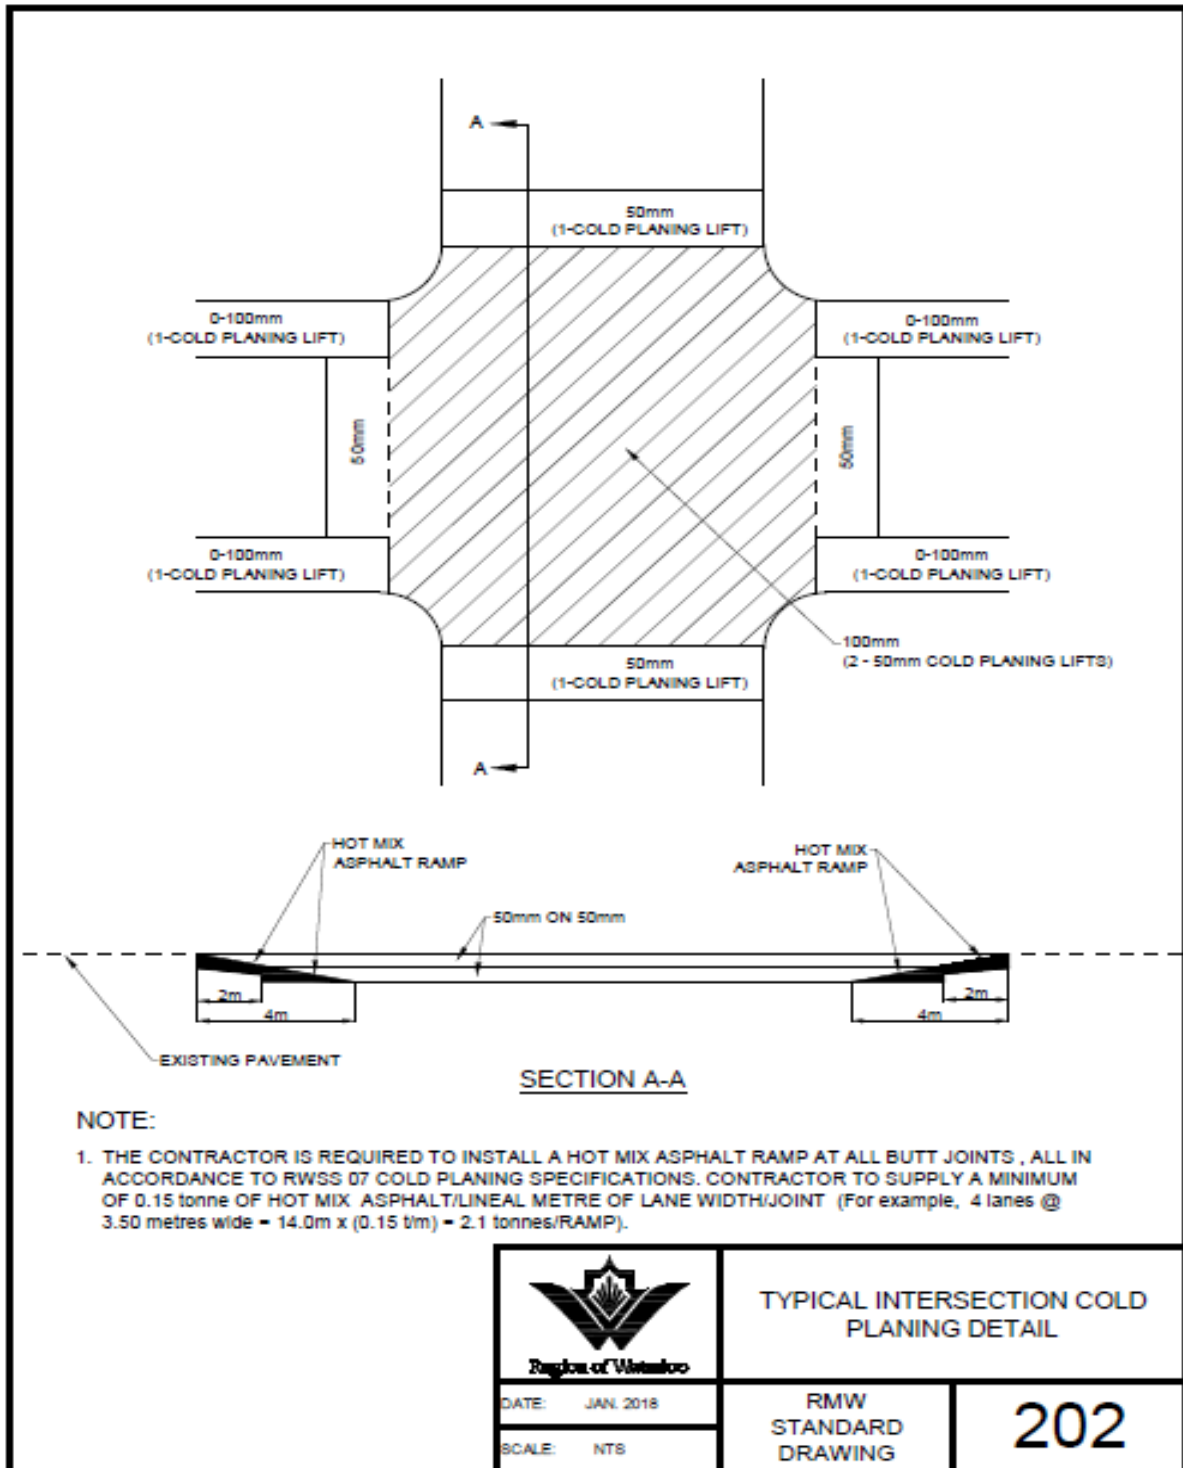 A
50mm
(1-COLD PLANING LIFT)
0-100mm
(1-COLD PLANING LIFT)
0-100mm
(1-COLD PLANING LIFT)
50mm
50mm
0-100mm
(1-COLD PLANING LIFT)
0-100mm
(1-COLD PLANING LIFT)
100mm
(2 - 50mm COLD PLANING LIFTS)
50mm
(1-COLD PLANING LIFT)
A
HOT MIX
ASPHALT RAMP
HOT MIX
ASPHALT RAMP
50mm ON 50mm
2m
4m
2m
4m
EXISTING PAVEMENT
SECTION A-A
NOTE:
1. THE CONTRACTOR IS REQUIRED TO INSTALL A HOT MIX ASPHALT RAMP AT ALL BUTT JOINTS , ALL IN
ACCORDANCE TO RWSS 07 COLD PLANING SPECIFICATIONS. CONTRACTOR TO SUPPLY A MINIMUM
OF 0.15 tonne OF HOT MIX ASPHALT/LINEAL METRE OF LANE WIDTH/JOINT (For example, 4 lanes @
3.50 metres wide = 14.0m x (0.15 t/m) = 2.1 tonnes/RAMP).
Region of Waterloo
TYPICAL INTERSECTION COLD
PLANING DETAIL
DATE: JAN. 2018
SCALE: NTS
RMW
STANDARD
DRAWING
202